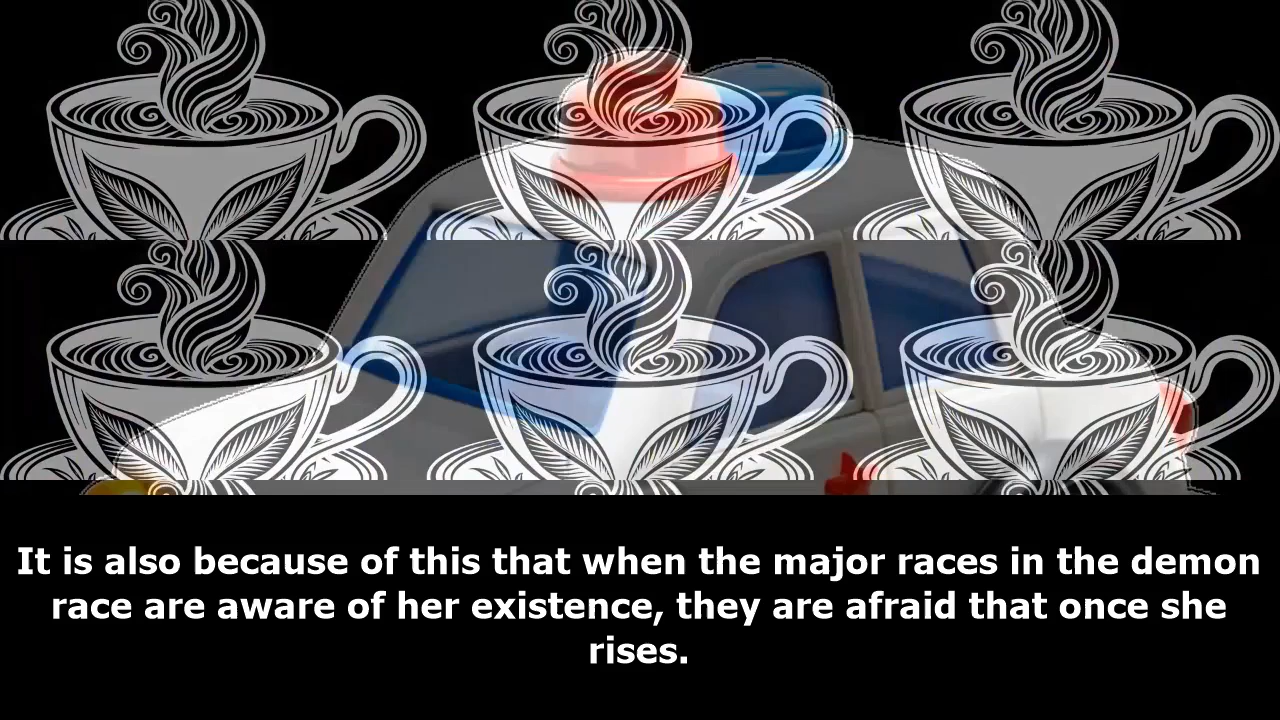 It is also because of this that when the major races in the demon
race are aware of her existence, they are afraid that once she
rises.